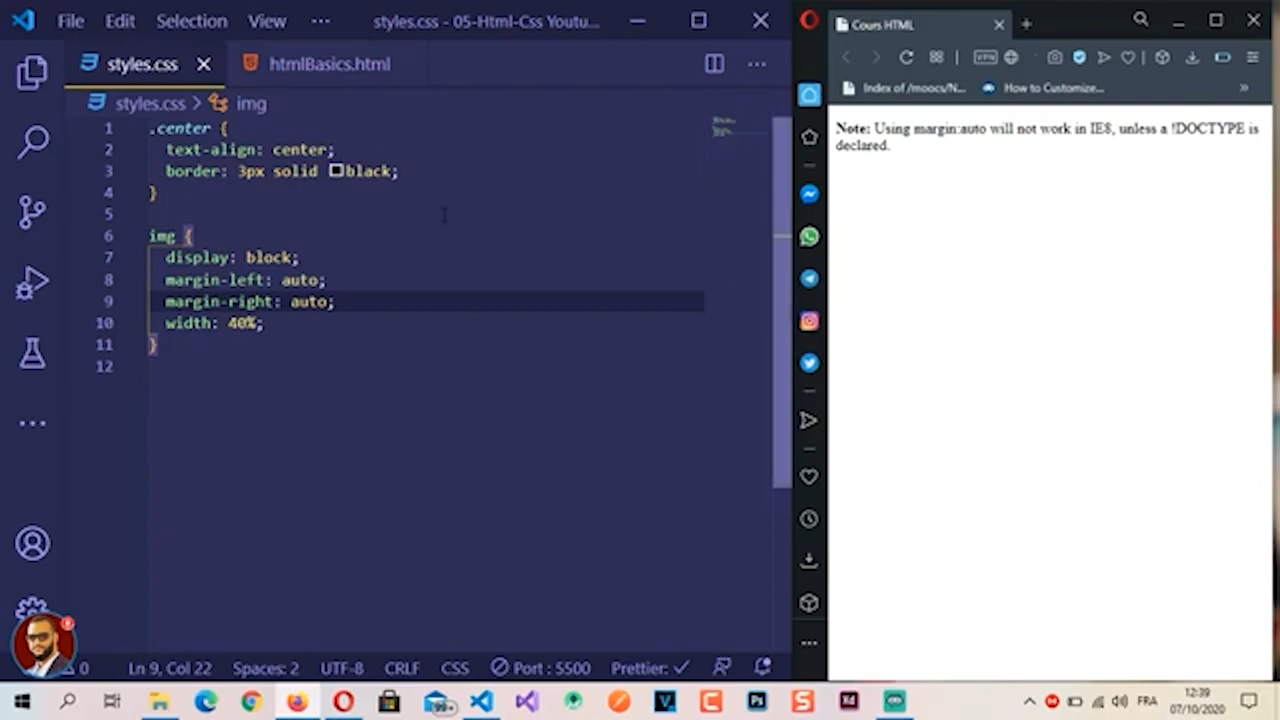 File Edit Selection View ··· styles.css - 05-Html-Css Youtu...
styles.css htmlBasics.html
styles.css > img
1 .center {
2 text-align: center;
3 border: 3px solid black;
4 }
5
6 img {
7 display: block;
8 margin-left: auto;
9 margin-right: auto;
10 width: 40%;
11 }
12
0 Ln 9, Col 22 Spaces: 2 UTF-8 CRLF CSS Port : 5500 Prettier: ✓
Cours HTML
VPN
Index of /moocs/N... How to Customize... »
Note: Using margin:auto will not work in IE8, unless a !DOCTYPE is
declared.
99+
FRA
12:39
07/10/2020